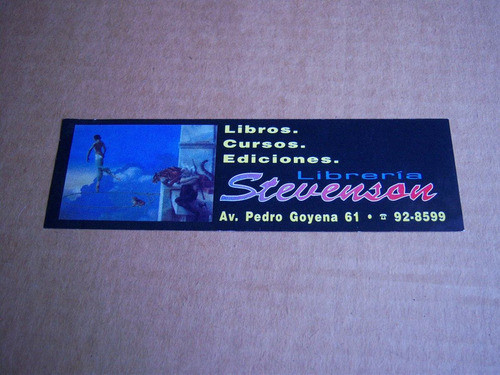 Libros.
Cursos.
Ediciones.
Librería
Stevenson
Av. Pedro Goyena 61 • ☎ 92-8599